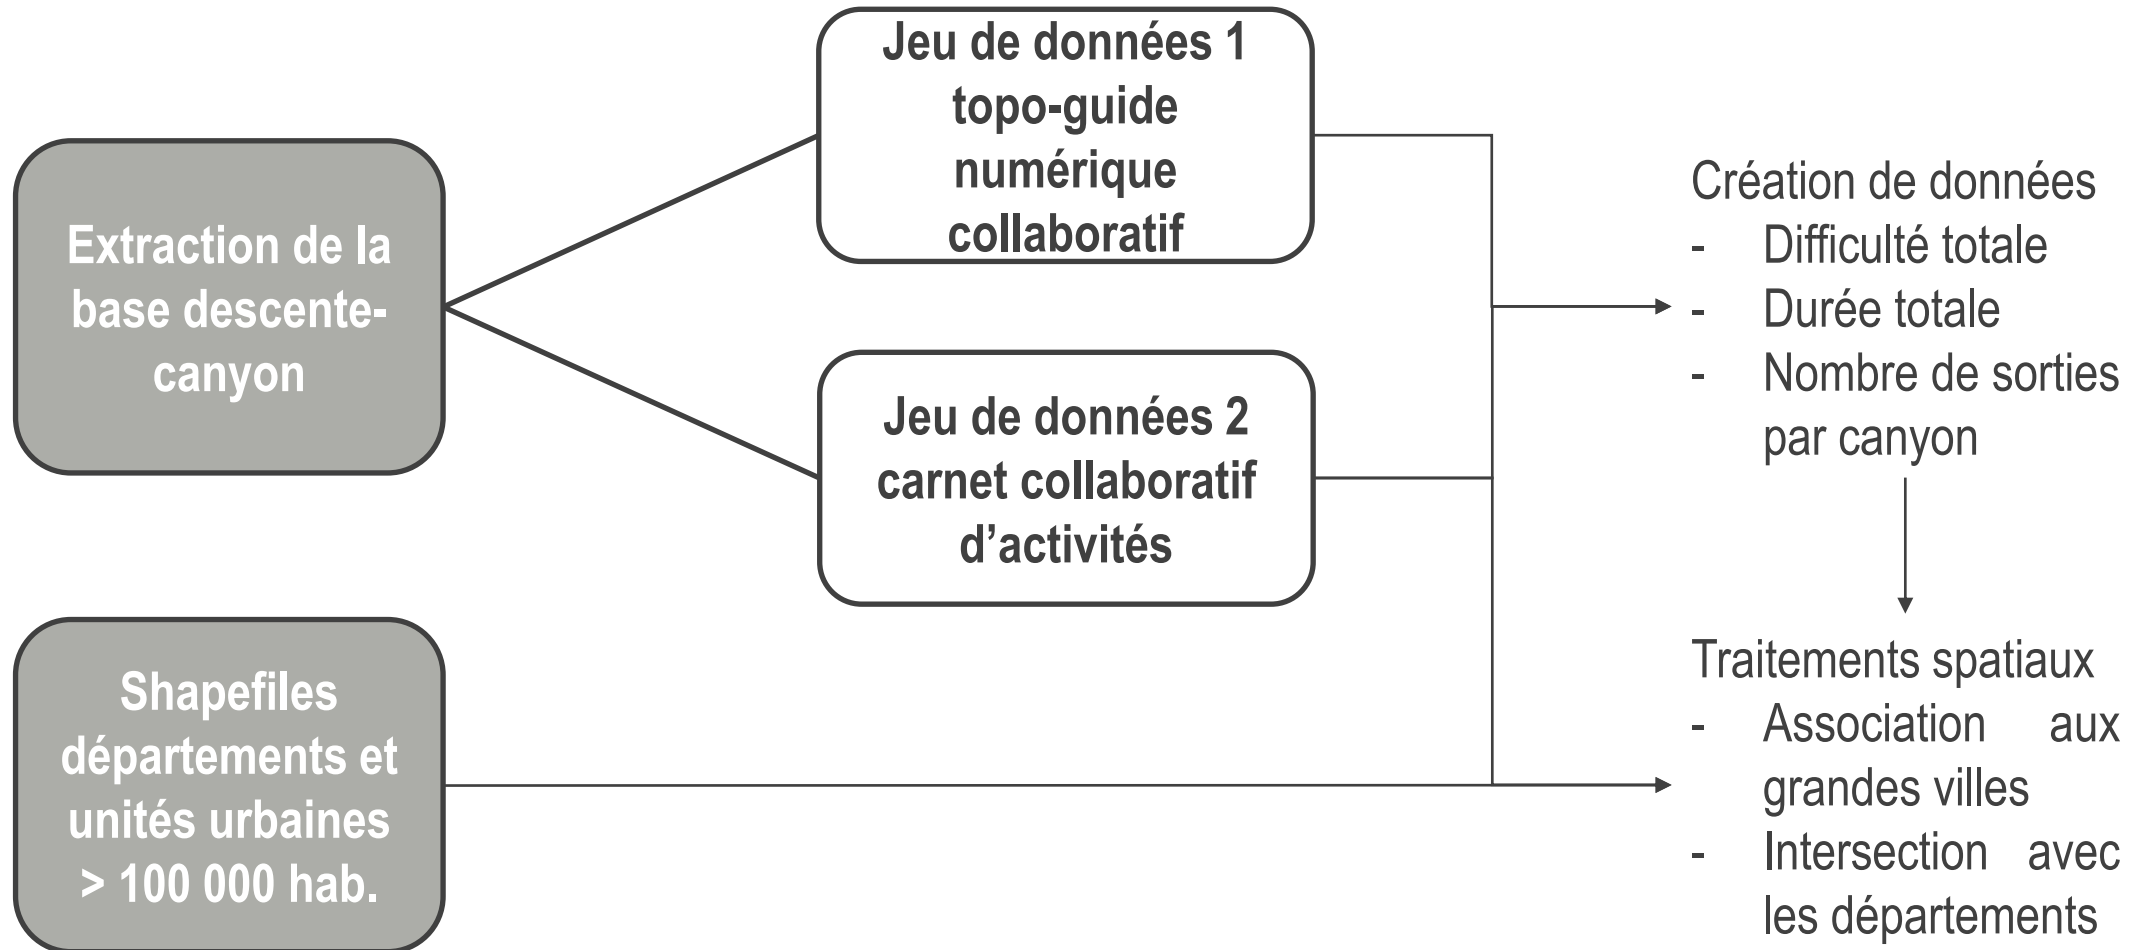 Extraction de la
base descente-
canyon
Jeu de données 1
topo-guide
numérique
collaboratif
Jeu de données 2
carnet collaboratif
d’activités
Création de données
- Difficulté totale
- Durée totale
- Nombre de sorties
par canyon
Shapefiles
départements et
unités urbaines
> 100 000 hab.
Traitements spatiaux
- Association aux
grandes villes
- Intersection avec
les départements